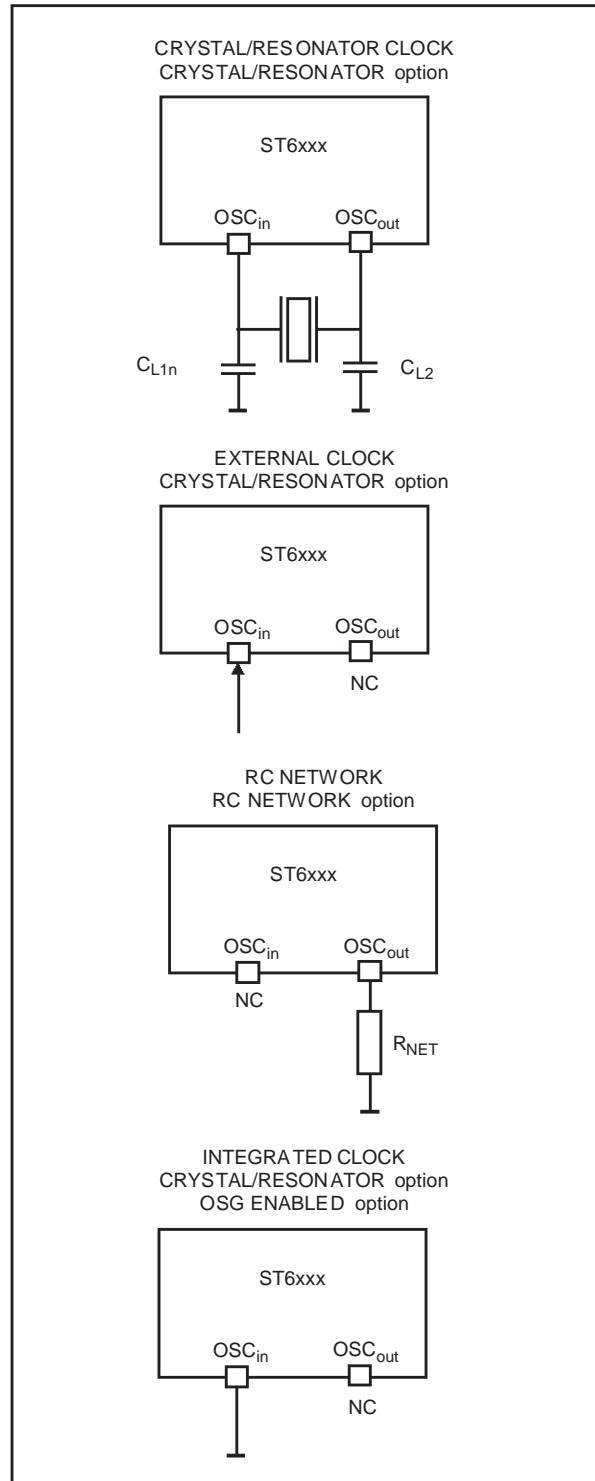 CRYSTAL/RESONATOR CLOCK
CRYSTAL/RESONATOR option
ST6xxx
OSCin OSCout
CL1n CL2
EXTERNAL CLOCK
CRYSTAL/RESONATOR option
ST6xxx
OSCin OSCout
NC
RC NETWORK
RC NETWORK option
ST6xxx
OSCin OSCout
NC
RNET
INTEGRATED CLOCK
CRYSTAL/RESONATOR option
OSG ENABLED option
ST6xxx
OSCin OSCout
NC